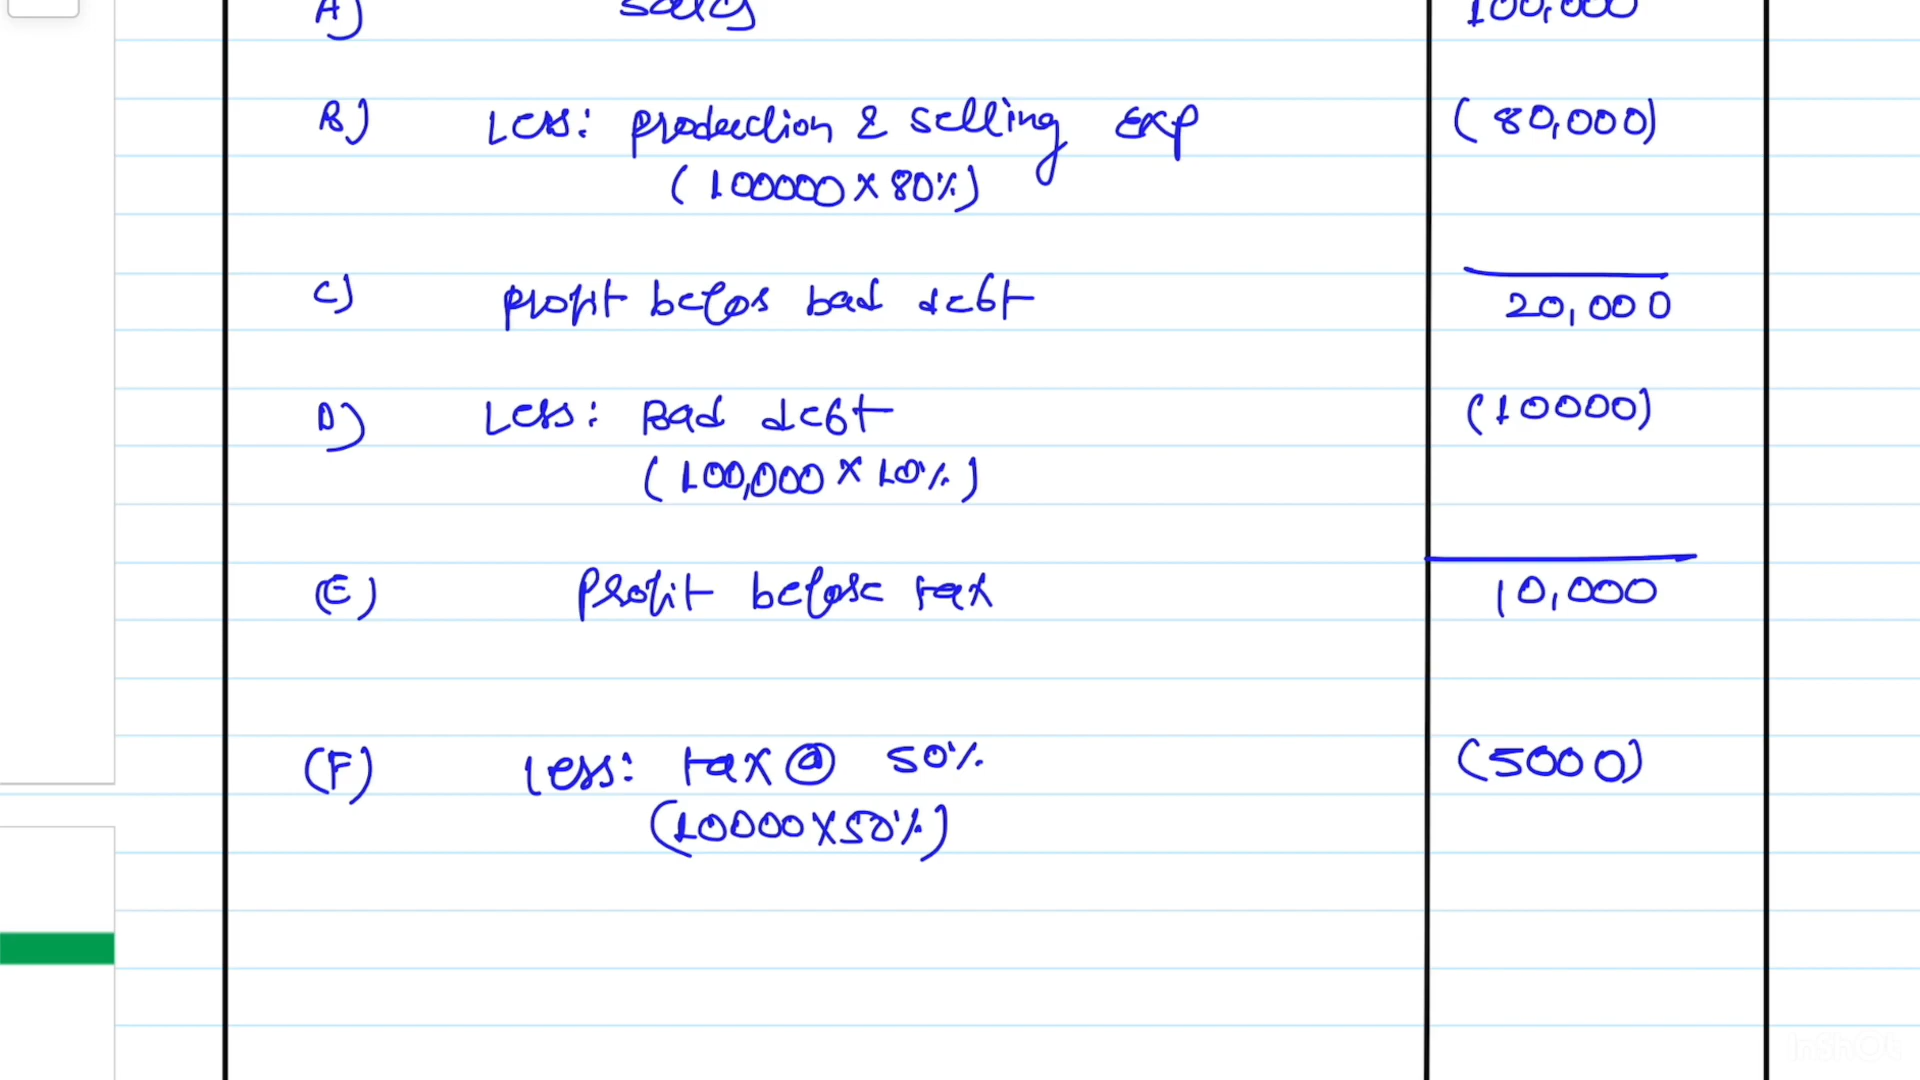 A) Sales 100,000
B) Less: production & selling Exp (80,000)
(100000 × 80%)
C) profit before bad debt 20,000
D) Less: Bad debt (10000)
(100,000 × 10%)
(E) Profit before tax 10,000
(F) Less: tax @ 50% (5000)
(10000 × 50%)
InShOt